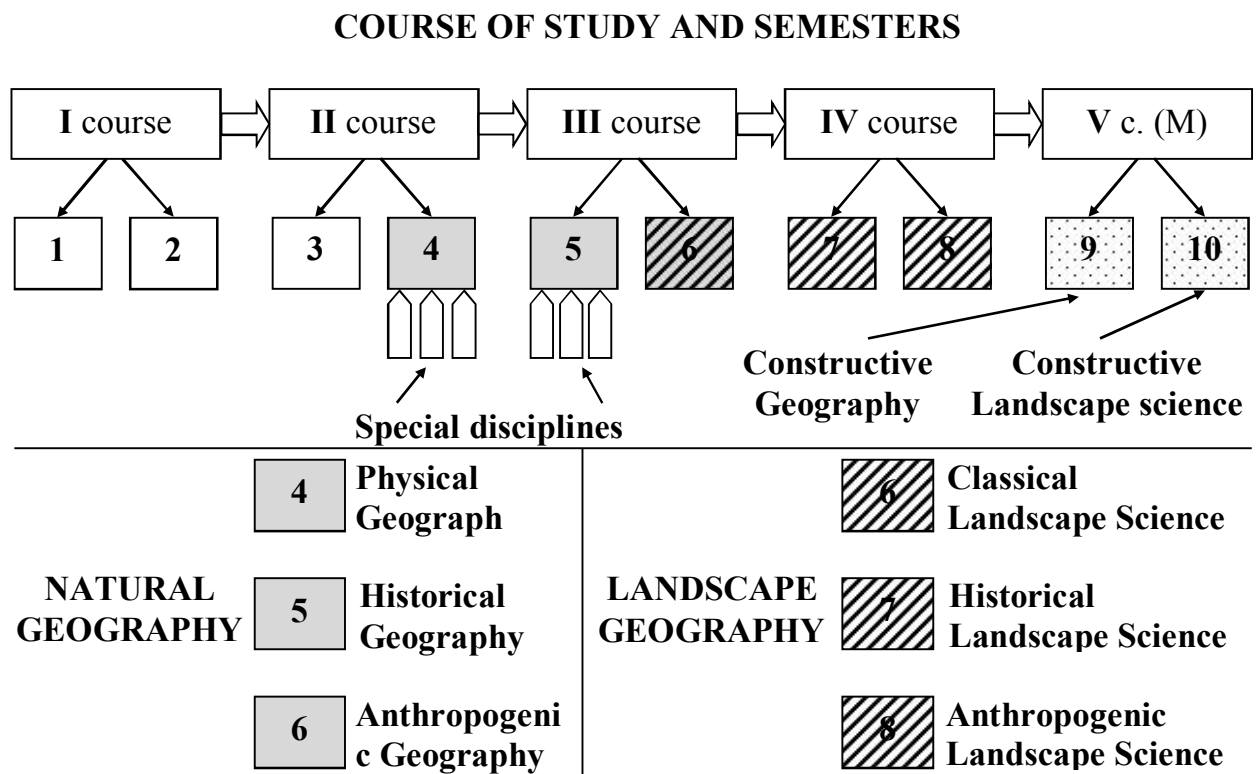 COURSE OF STUDY AND SEMESTERS
I course
II course
III course
IV course
V c. (M)
1
2
3
4
5
6
7
8
9
10
Constructive
Geography
Constructive
Landscape science
Special disciplines
NATURAL
GEOGRAPHY
4
Physical
Geograph
5
Historical
Geography
6
Anthropogeni
c Geography
LANDSCAPE
GEOGRAPHY
6
Classical
Landscape Science
7
Historical
Landscape Science
8
Anthropogenic
Landscape Science